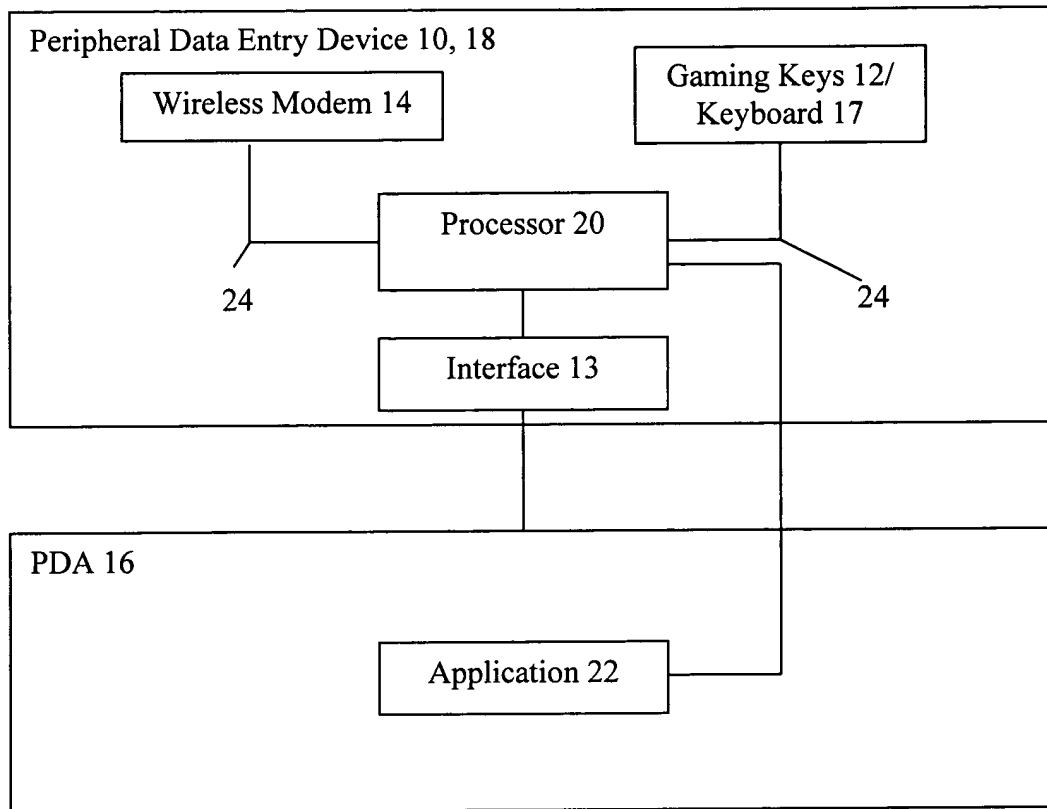 Peripheral Data Entry Device 10, 18
Wireless Modem 14
Gaming Keys 12/
Keyboard 17
Processor 20
24
24
Interface 13
PDA 16
Application 22